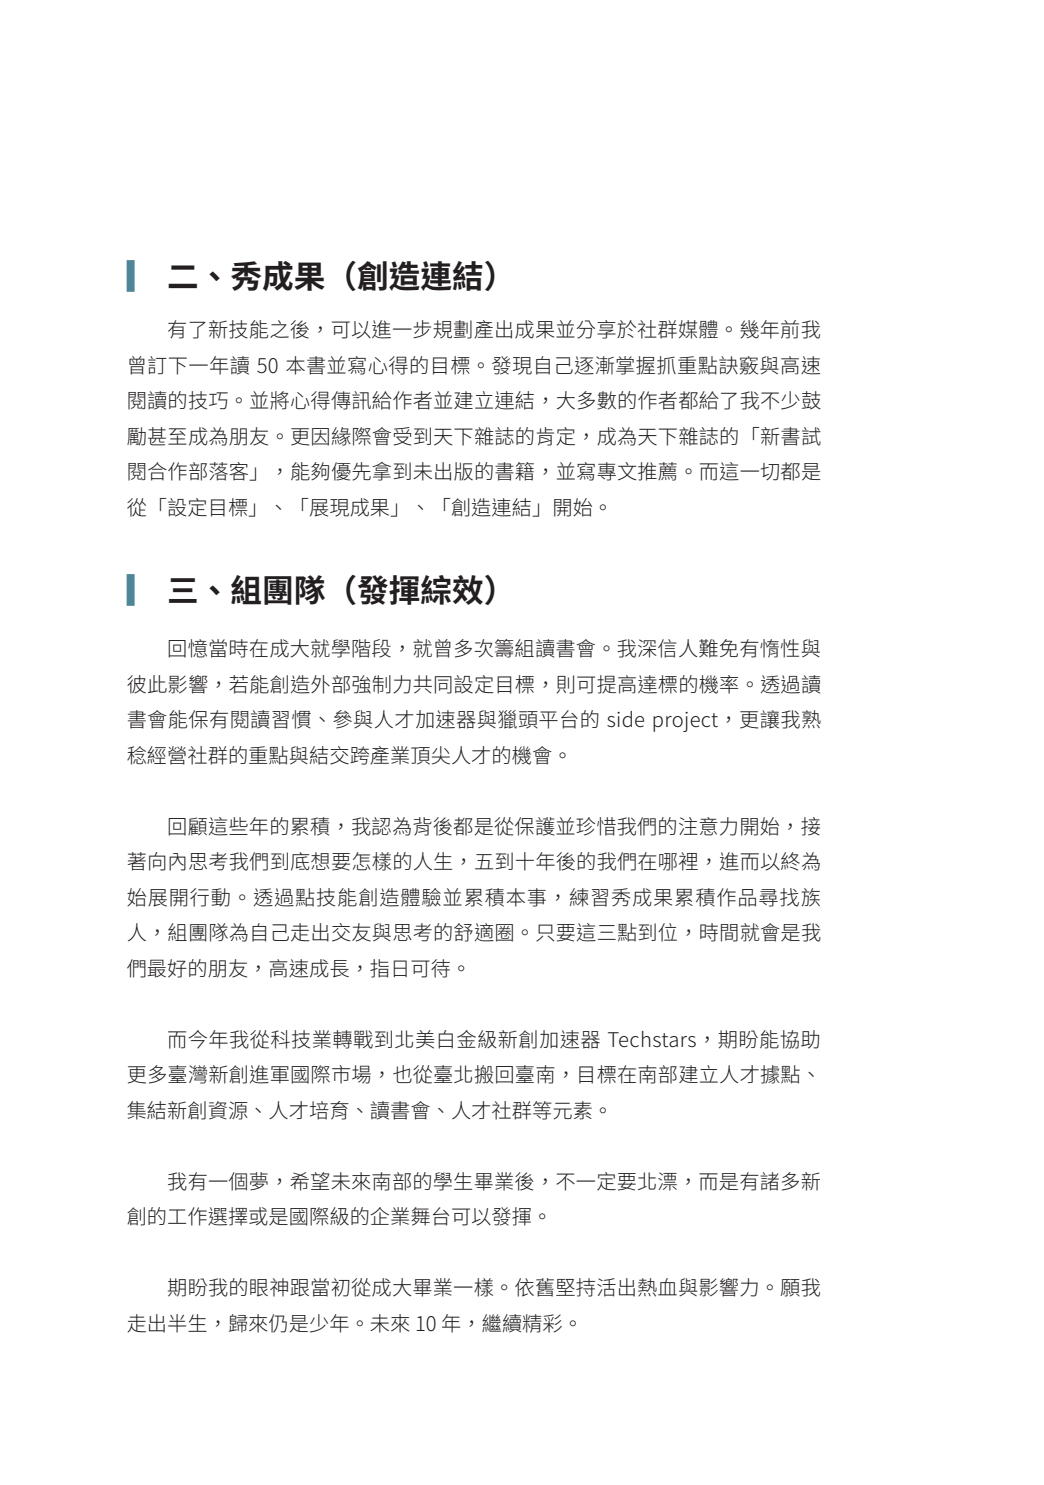 二、秀成果（創造連結）
有了新技能之後，可以進一步規劃產出成果並分享於社群媒體。幾年前我
曾訂下一年讀 50 本書並寫心得的目標。發現自己逐漸掌握抓重點訣竅與高速
閱讀的技巧。並將心得傳訊給作者並建立連結，大多數的作者都給了我不少鼓
勵甚至成為朋友。更因緣際會受到天下雜誌的肯定，成為天下雜誌的「新書試
閱合作部落客」，能夠優先拿到未出版的書籍，並寫專文推薦。而這一切都是
從「設定目標」、「展現成果」、「創造連結」開始。
三、組團隊（發揮綜效）
回憶當時在成大就學階段，就曾多次籌組讀書會。我深信人難免有惰性與
彼此影響，若能創造外部強制力共同設定目標，則可提高達標的機率。透過讀
書會能保有閱讀習慣、參與人才加速器與獵頭平台的 side project，更讓我熟
稔經營社群的重點與結交跨產業頂尖人才的機會。
回顧這些年的累積，我認為背後都是從保護並珍惜我們的注意力開始，接
著向內思考我們到底想要怎樣的人生，五到十年後的我們在哪裡，進而以終為
始展開行動。透過點技能創造體驗並累積本事，練習秀成果累積作品尋找族
人，組團隊為自己走出交友與思考的舒適圈。只要這三點到位，時間就會是我
們最好的朋友，高速成長，指日可待。
而今年我從科技業轉戰到北美白金級新創加速器 Techstars，期盼能協助
更多臺灣新創進軍國際市場，也從臺北搬回臺南，目標在南部建立人才據點、
集結新創資源、人才培育、讀書會、人才社群等元素。
我有一個夢，希望未來南部的學生畢業後，不一定要北漂，而是有諸多新
創的工作選擇或是國際級的企業舞台可以發揮。
期盼我的眼神跟當初從成大畢業一樣。依舊堅持活出熱血與影響力。願我
走出半生，歸來仍是少年。未來 10 年，繼續精彩。